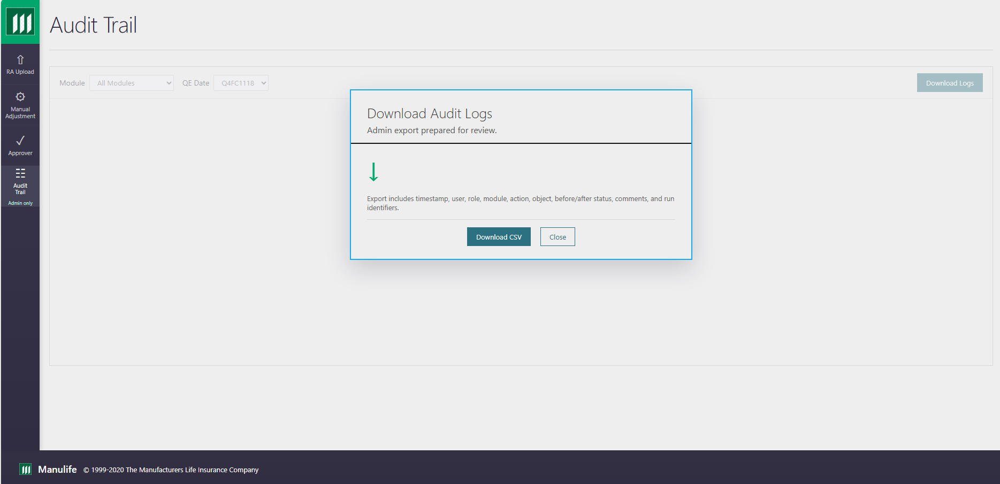 Audit Trail
RA Upload
Manual
Adjustment
Approver
Audit
Trail
Admin only
Module All Modules QE Date Q4FC1118 Download Logs
Download Audit Logs
Admin export prepared for review.
Export includes timestamp, user, role, module, action, object, before/after status, comments, and run
identifiers.
Download CSV Close
Manulife © 1999-2020 The Manufacturers Life Insurance Company